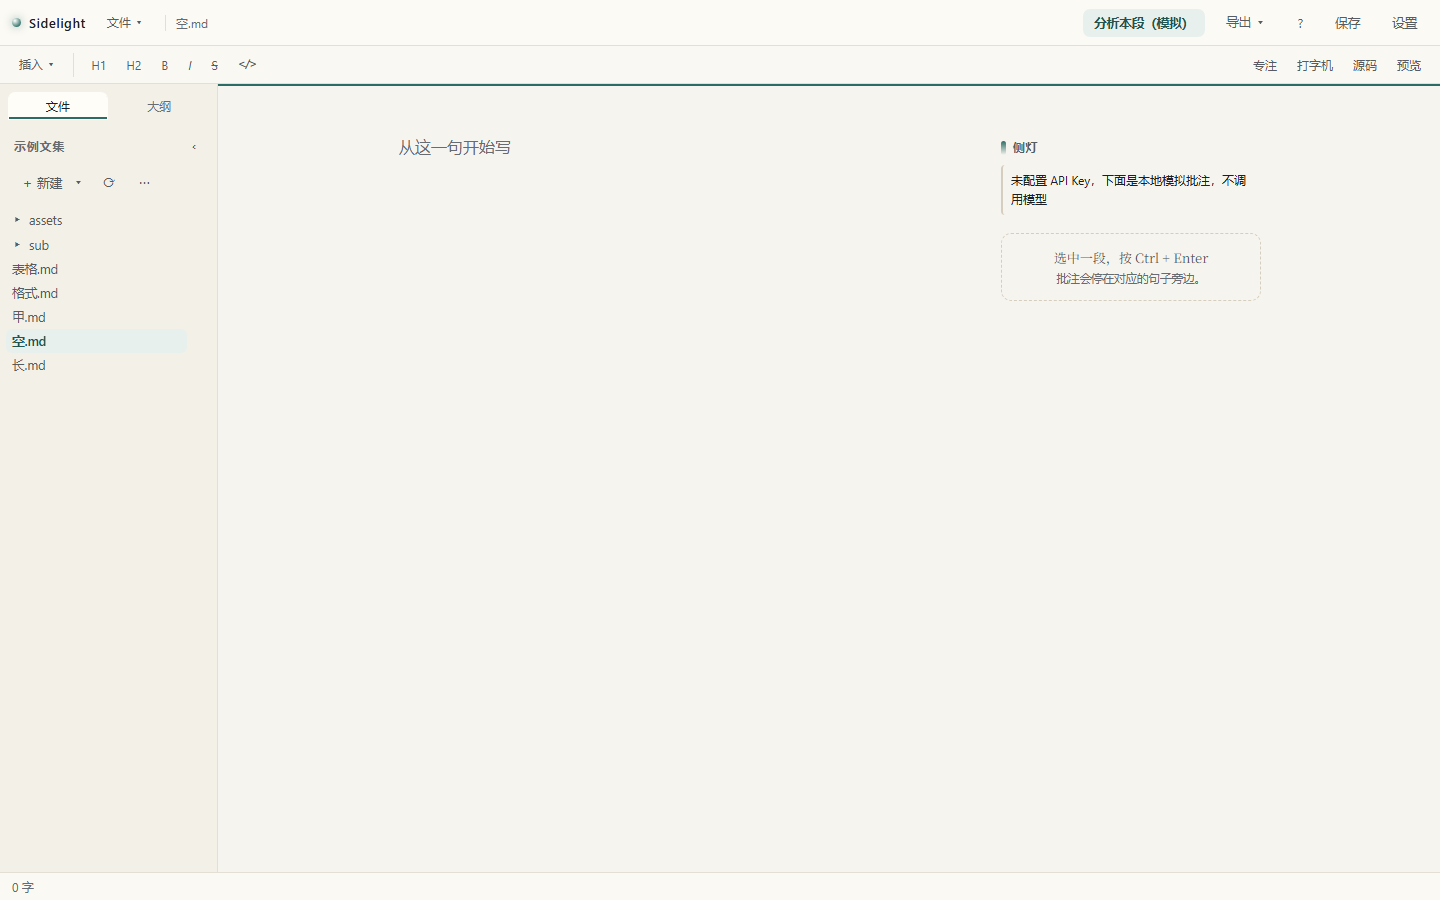 Sidelight 文件 空.md 分析本段（模拟） 导出 ? 保存 设置
插入 H1 H2 B I S </> 专注 打字机 源码 预览
文件 大纲
示例文集 ‹
+ 新建 ⟳ ···
assets
sub
表格.md
格式.md
甲.md
空.md
长.md
从这一句开始写
侧灯
未配置 API Key，下面是本地模拟批注，不调
用模型
选中一段，按 Ctrl + Enter
批注会停在对应的句子旁边。
0 字